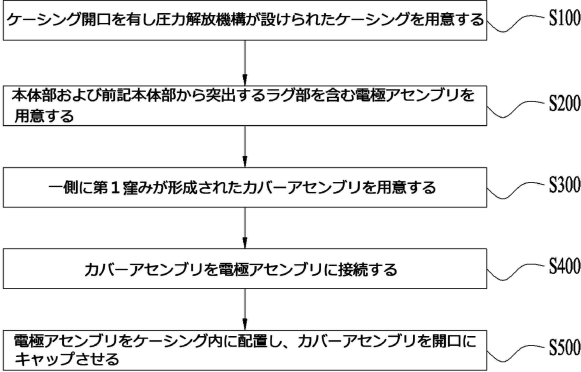 ケーシング開口を有し圧力解放機構が設けられたケーシングを用意する
S100
本体部および前記本体部から突出するラグ部を含む電極アセンブリを
用意する
S200
一側に第1窪みが形成されたカバーアセンブリを用意する
S300
カバーアセンブリを電極アセンブリに接続する
S400
電極アセンブリをケーシング内に配置し、カバーアセンブリを開口に
キャップさせる
S500